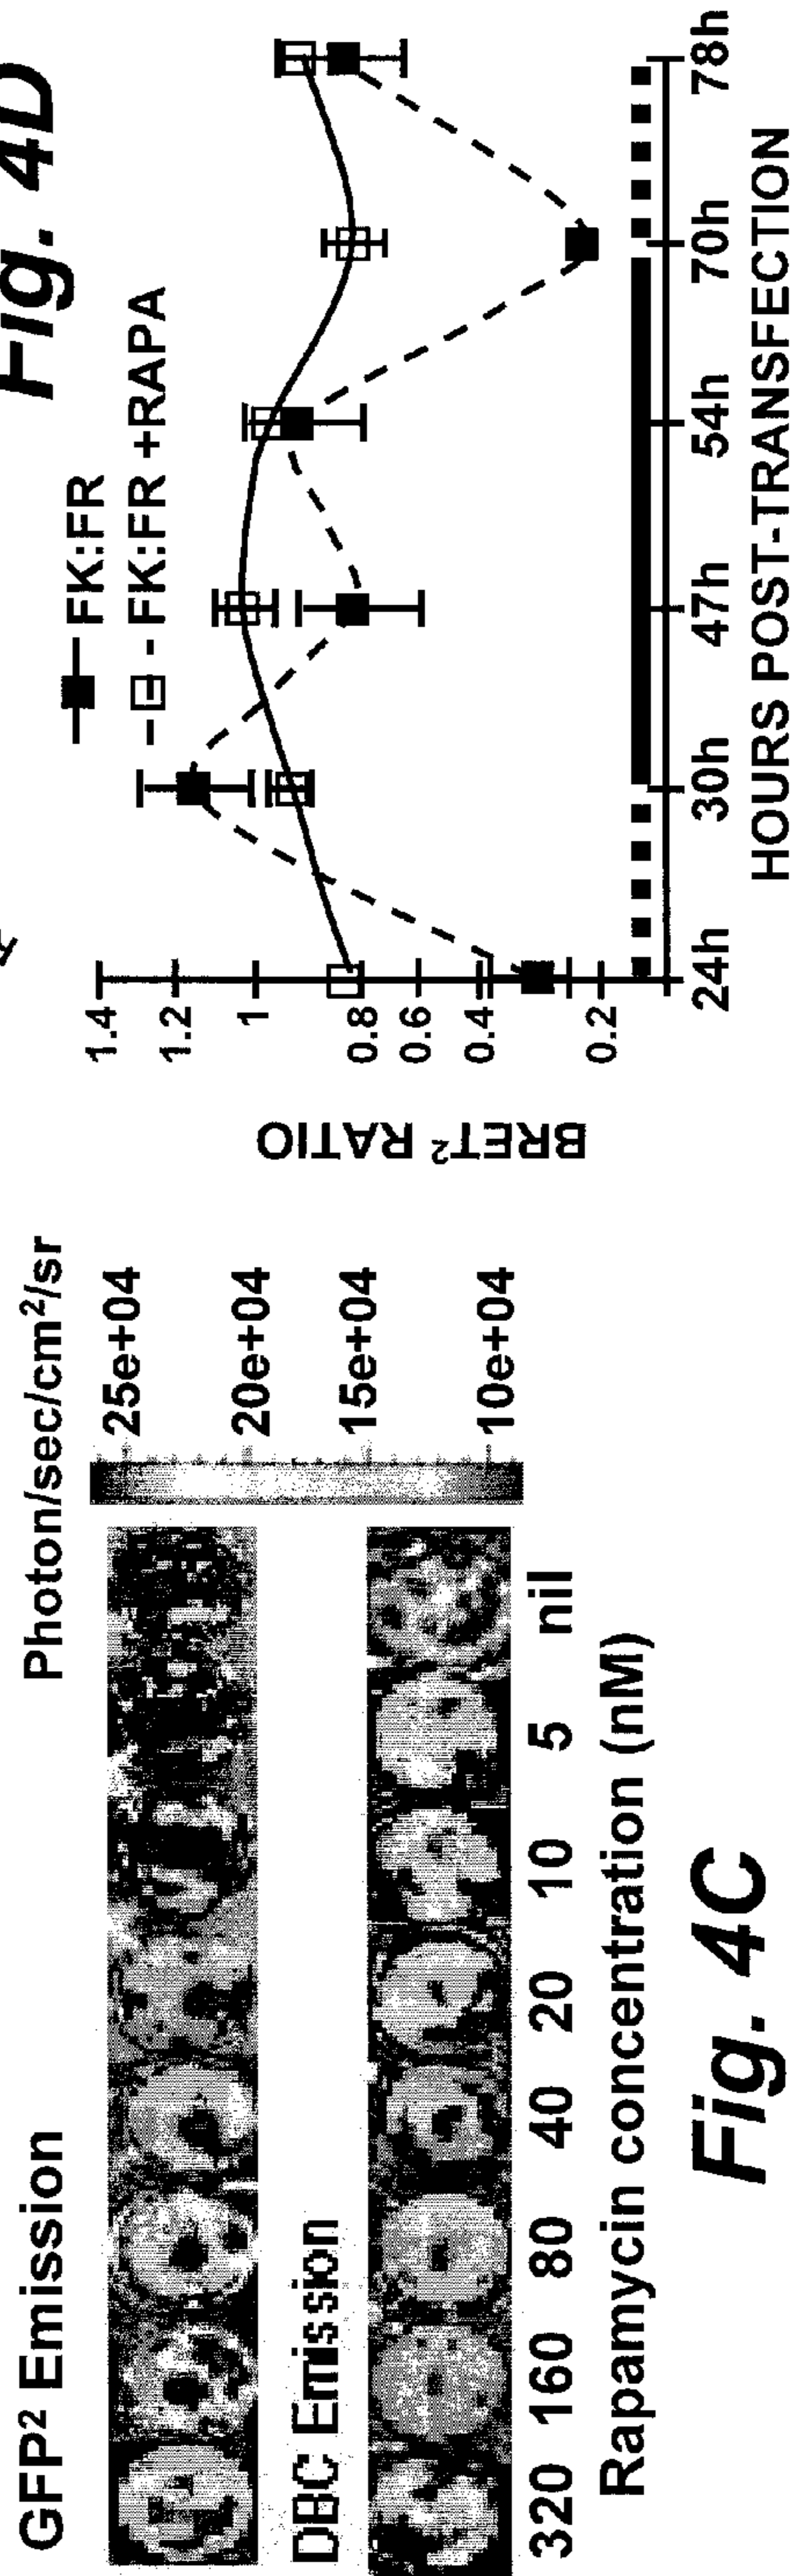 GFP² Emission
Photon/sec/cm²/sr
25e+04
20e+04
15e+04
10e+04
DBC Emission
320 160 80 40 20 10 5 nil
Rapamycin concentration (nM)
Fig. 4C
Fig. 4D
FK:FR
FK:FR +RAPA
BRET² RATIO
1.4
1.2
1
0.8
0.6
0.4
0.2
24h 30h 47h 54h 70h 78h
HOURS POST-TRANSFECTION